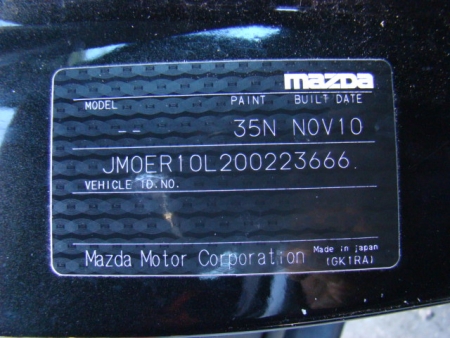 mazDa
MODEL PAINT BUILT DATE
-- 35N NOV10
JM0ER10L200223666.
VEHICLE ID.NO.
Mazda Motor Corporation Made in japan
(GK1RA)